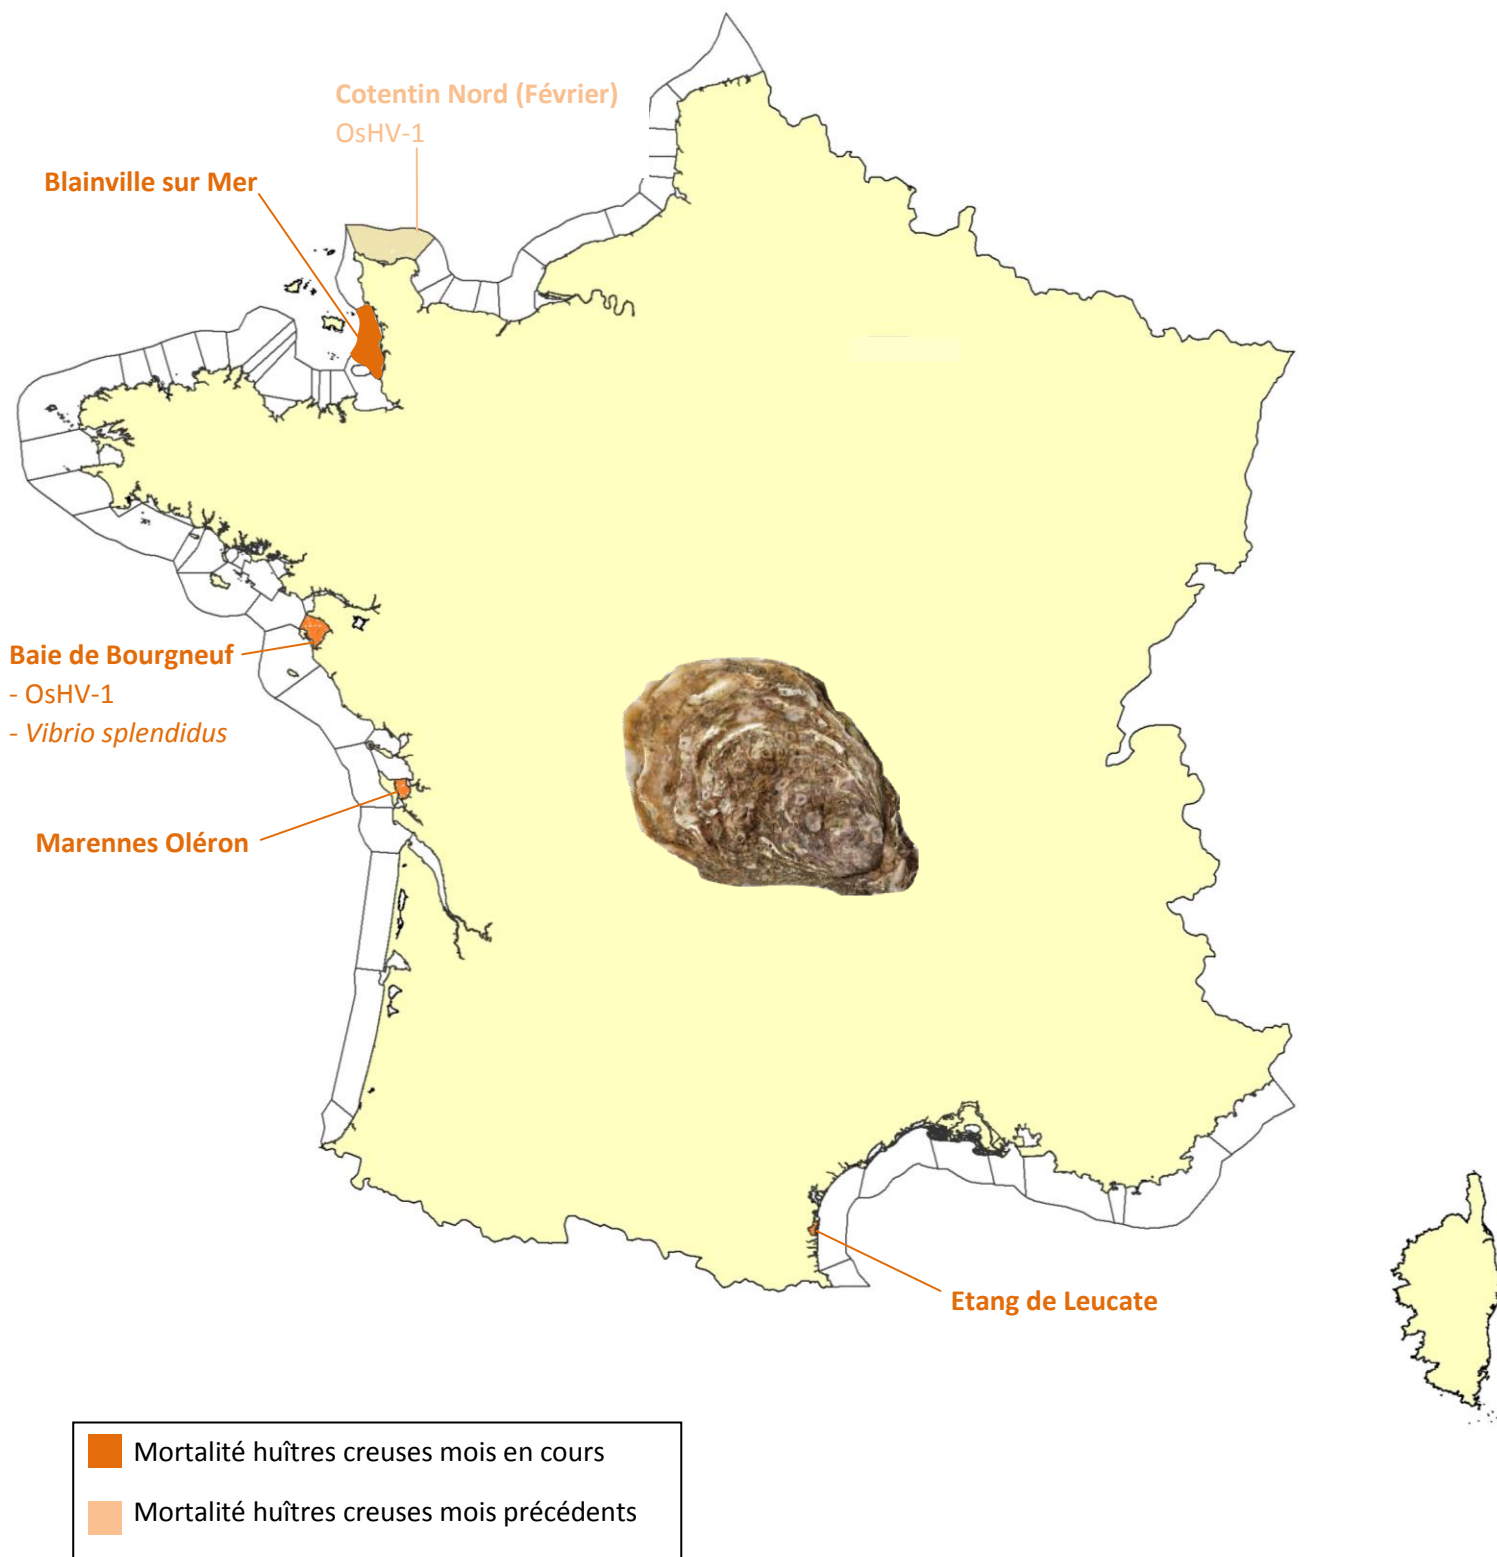 Cotentin Nord (Février)
OsHV-1
Blainville sur Mer
Baie de Bourgneuf
- OsHV-1
- Vibrio splendidus
Marennes Oléron
Etang de Leucate
Mortalité huîtres creuses mois en cours
Mortalité huîtres creuses mois précédents